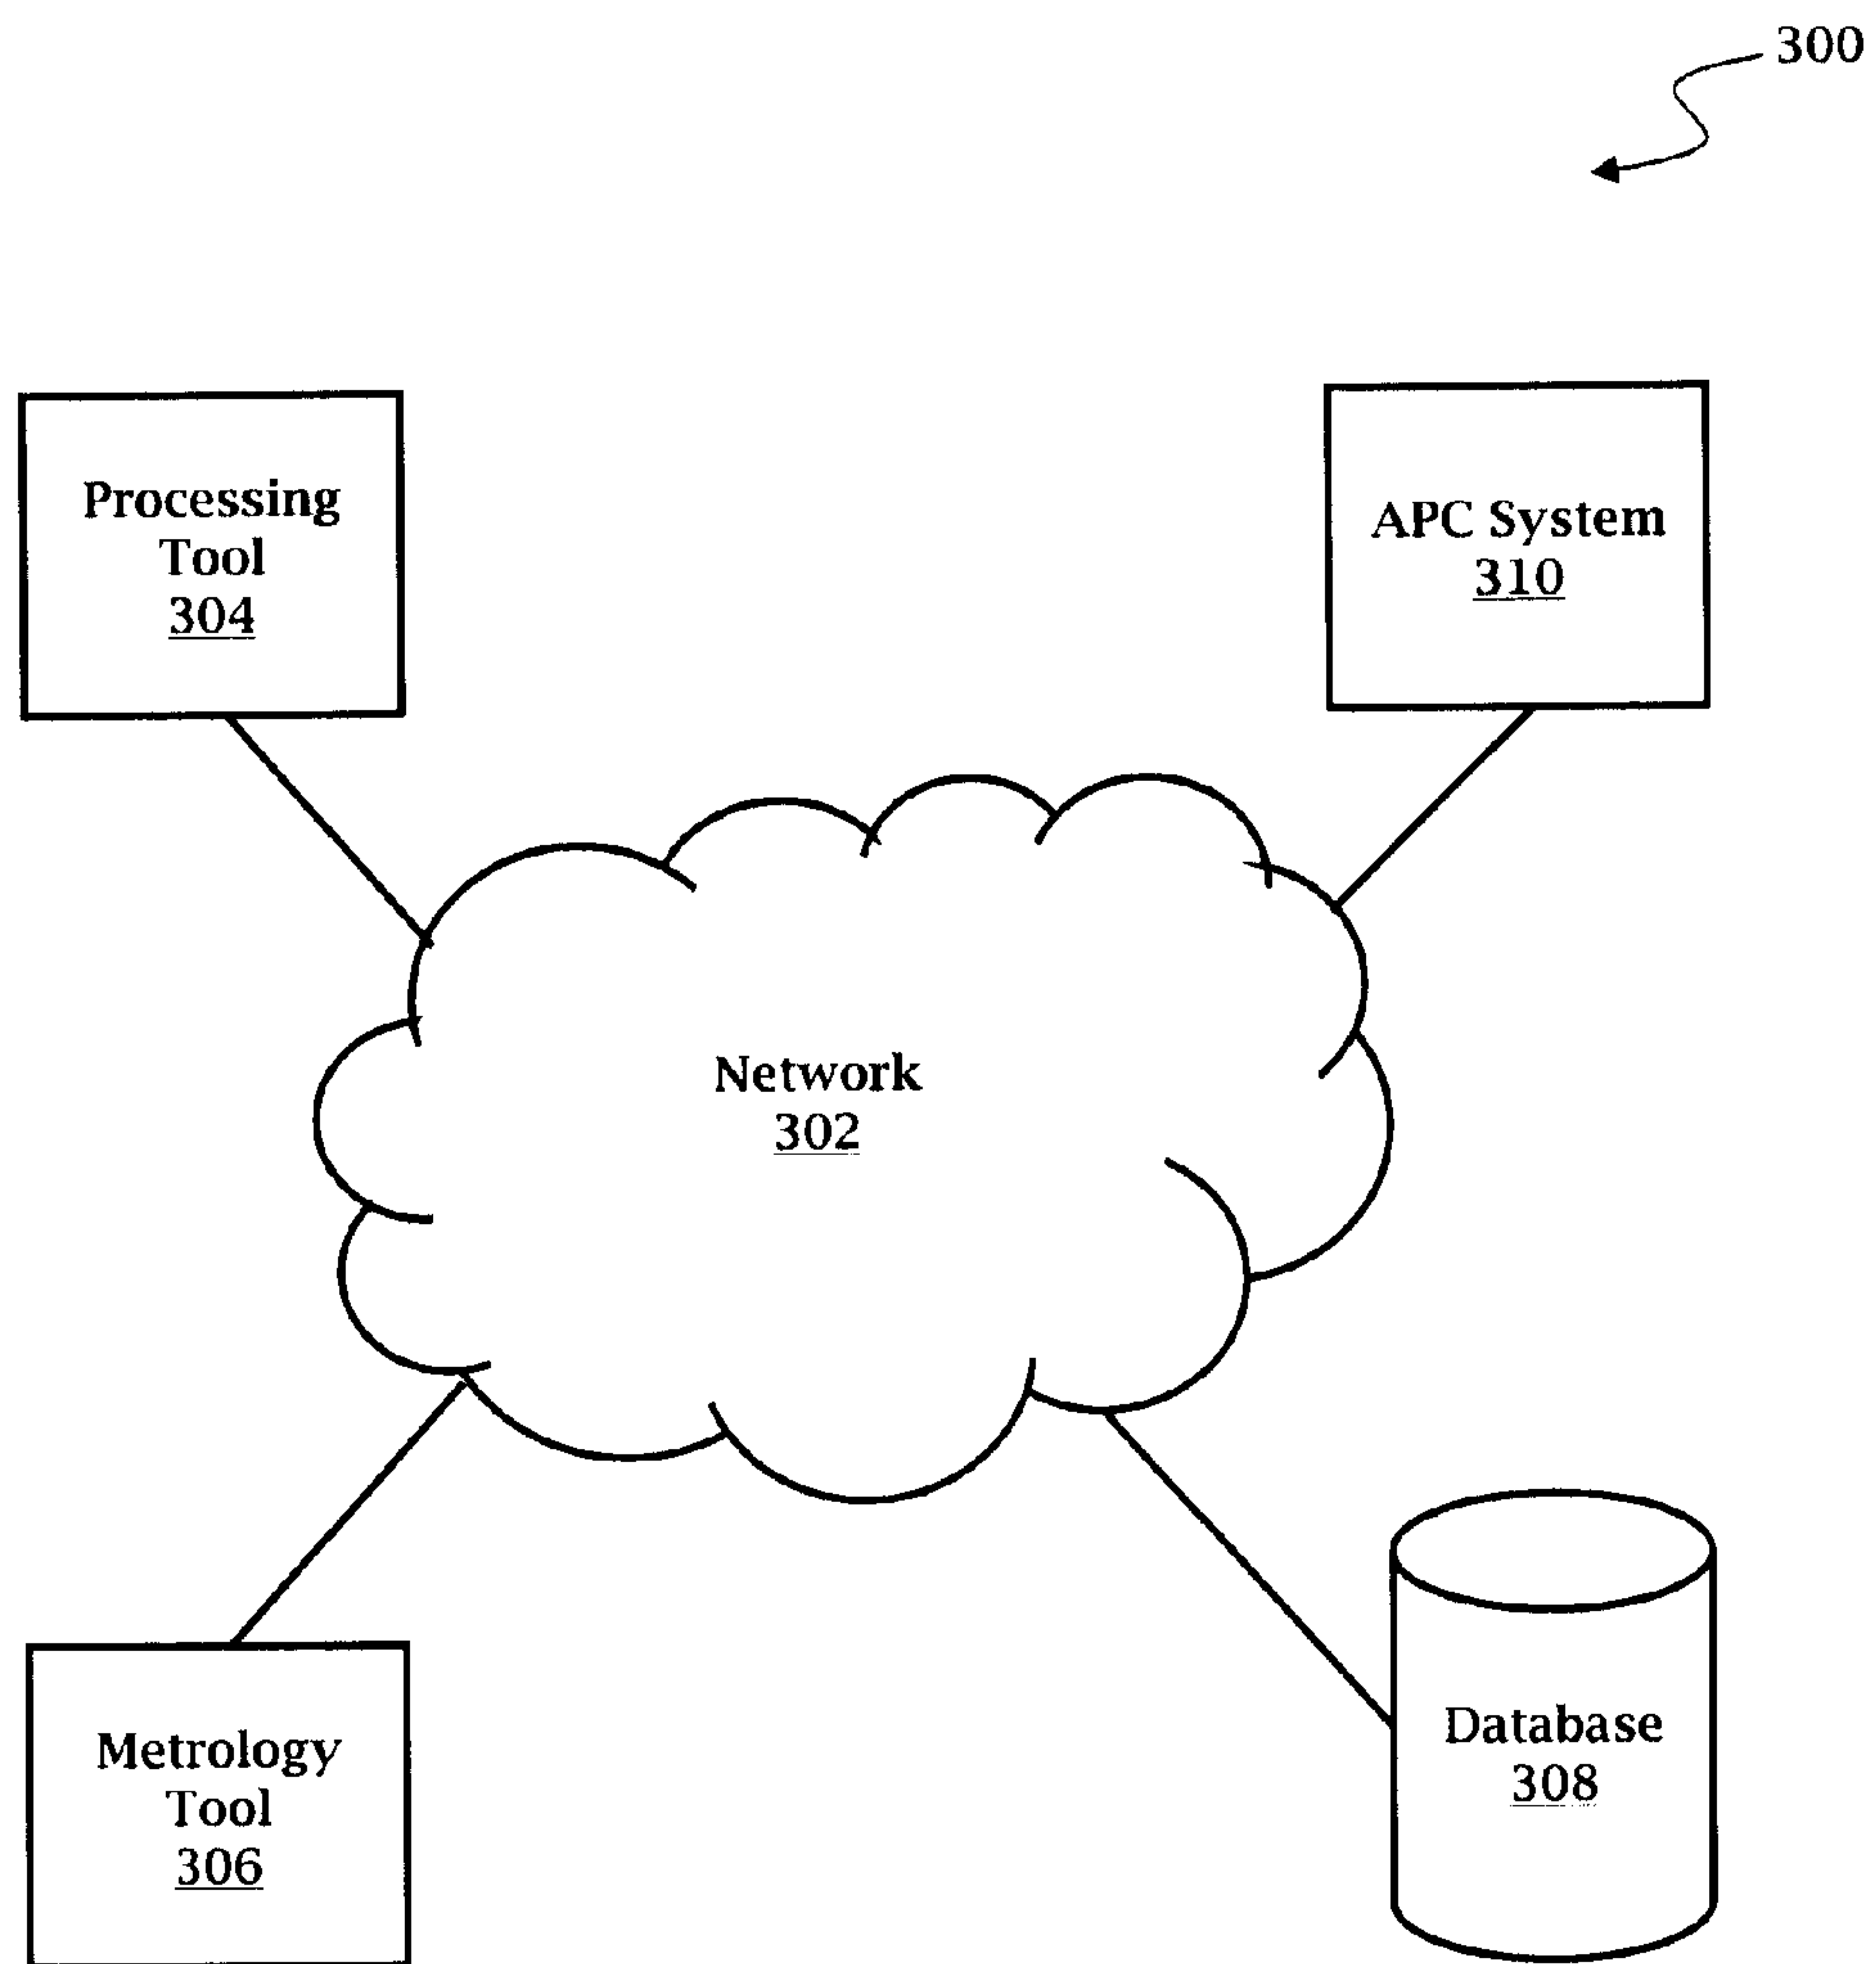 300
Processing
Tool
304
APC System
310
Network
302
Metrology
Tool
306
Database
308